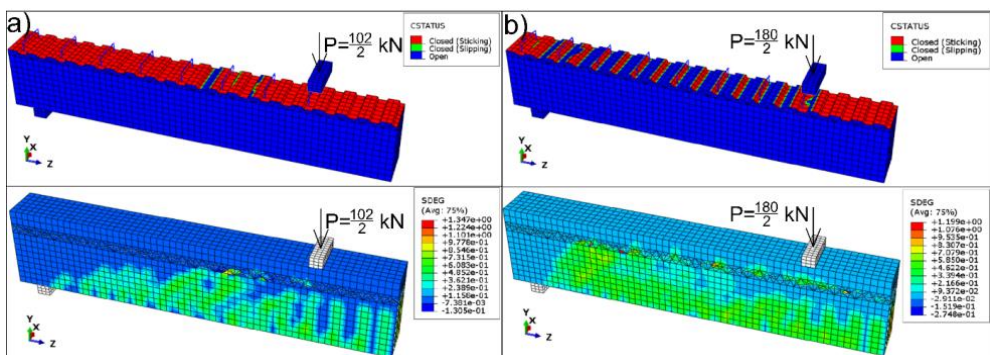 a)
P=102/2 kN
CSTATUS
Closed (Sticking)
Closed (Slipping)
Open
Y
X
Z
b)
P=180/2 kN
CSTATUS
Closed (Sticking)
Closed (Slipping)
Open
Y
X
Z
P=102/2 kN
SDEG
(Avg: 75%)
+1.347e+00
+1.224e+00
+1.101e+00
+9.778e-01
+8.546e-01
+7.315e-01
+6.083e-01
+4.852e-01
+3.621e-01
+2.389e-01
+1.158e-01
-7.381e-03
-1.305e-01
Y
X
Z
P=180/2 kN
SDEG
(Avg: 75%)
+1.199e+00
+1.076e+00
+9.535e-01
+8.307e-01
+7.079e-01
+5.850e-01
+4.622e-01
+3.394e-01
+2.166e-01
+9.372e-02
-2.911e-02
-1.519e-01
-2.748e-01
Y
X
Z